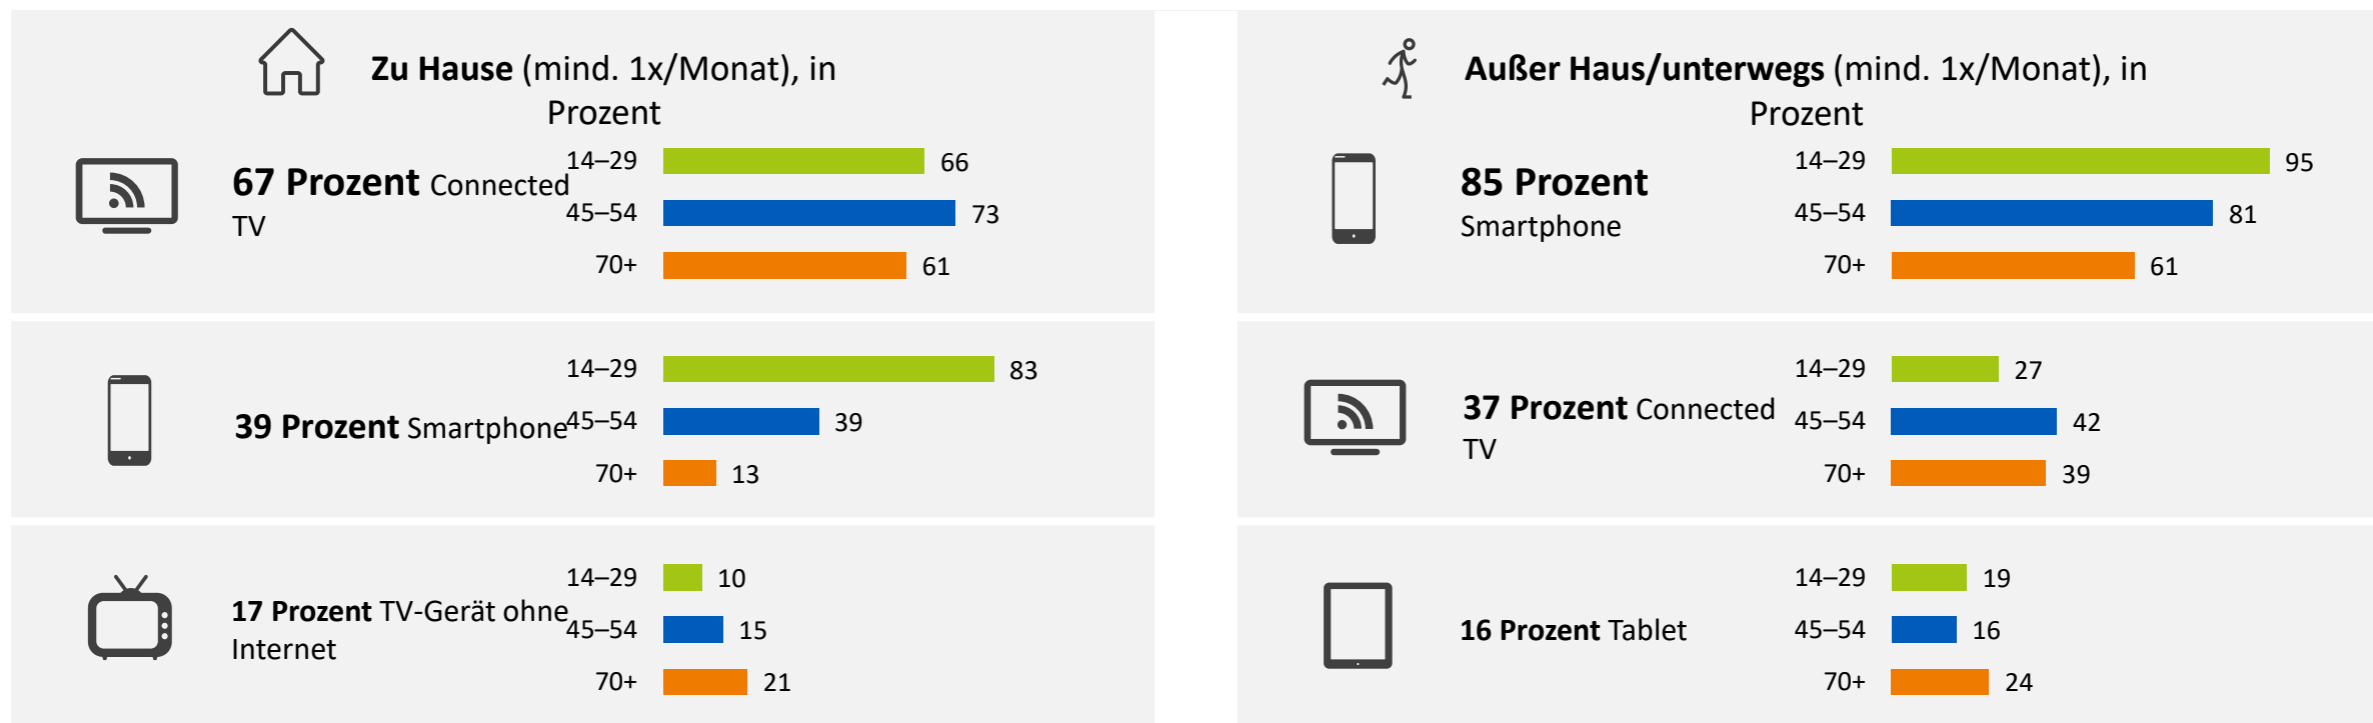 Zu Hause (mind. 1x/Monat), in
Prozent
67 Prozent Connected
TV
14–29 66
45–54 73
70+ 61
39 Prozent Smartphone
14–29 83
45–54 39
70+ 13
17 Prozent TV-Gerät ohne
Internet
14–29 10
45–54 15
70+ 21
Außer Haus/unterwegs (mind. 1x/Monat), in
Prozent
85 Prozent
Smartphone
14–29 95
45–54 81
70+ 61
37 Prozent Connected
TV
14–29 27
45–54 42
70+ 39
16 Prozent Tablet
14–29 19
45–54 16
70+ 24